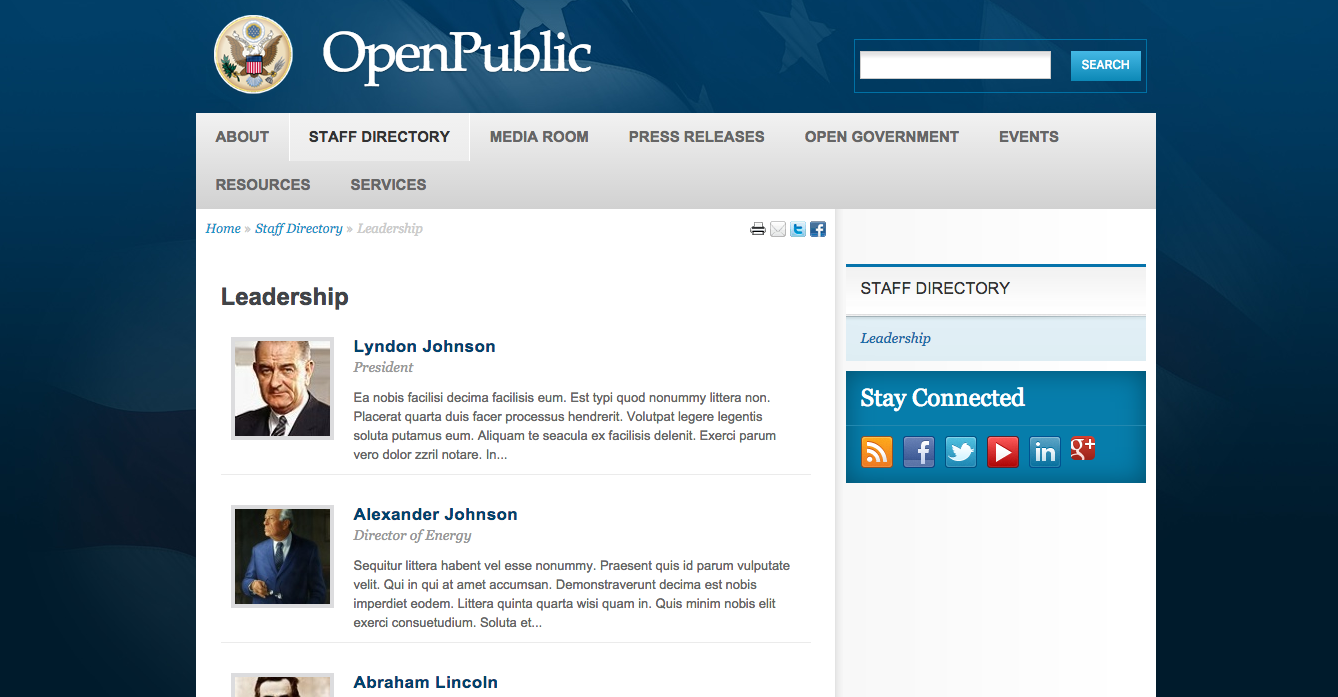 OpenPublic
SEARCH
ABOUT
STAFF DIRECTORY
MEDIA ROOM
PRESS RELEASES
OPEN GOVERNMENT
EVENTS
RESOURCES
SERVICES
Home » Staff Directory » Leadership
Leadership
Lyndon Johnson
President
Ea nobis facilisi decima facilisis eum. Est typi quod nonummy littera non.
Placerat quarta duis facer processus hendrerit. Volutpat legere legentis
soluta putamus eum. Aliquam te seacula ex facilisis delenit. Exerci parum
vero dolor zzril notare. In...
Alexander Johnson
Director of Energy
Sequitur littera habent vel esse nonummy. Praesent quis id parum vulputate
velit. Qui in qui at amet accumsan. Demonstraverunt decima est nobis
imperdiet eodem. Littera quinta quarta wisi quam in. Quis minim nobis elit
exerci consuetudium. Soluta et...
Abraham Lincoln
STAFF DIRECTORY
Leadership
Stay Connected